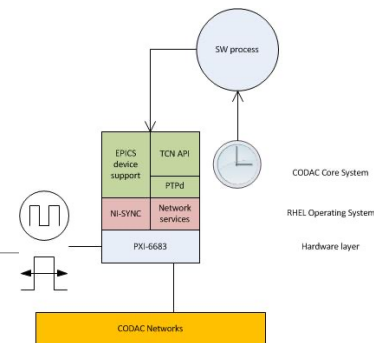 SW process
EPICS
device
support
TCN API
PTPd
CODAC Core System
NI-SYNC
Network
services
RHEL Operating System
PXI-6683
Hardware layer
CODAC Networks